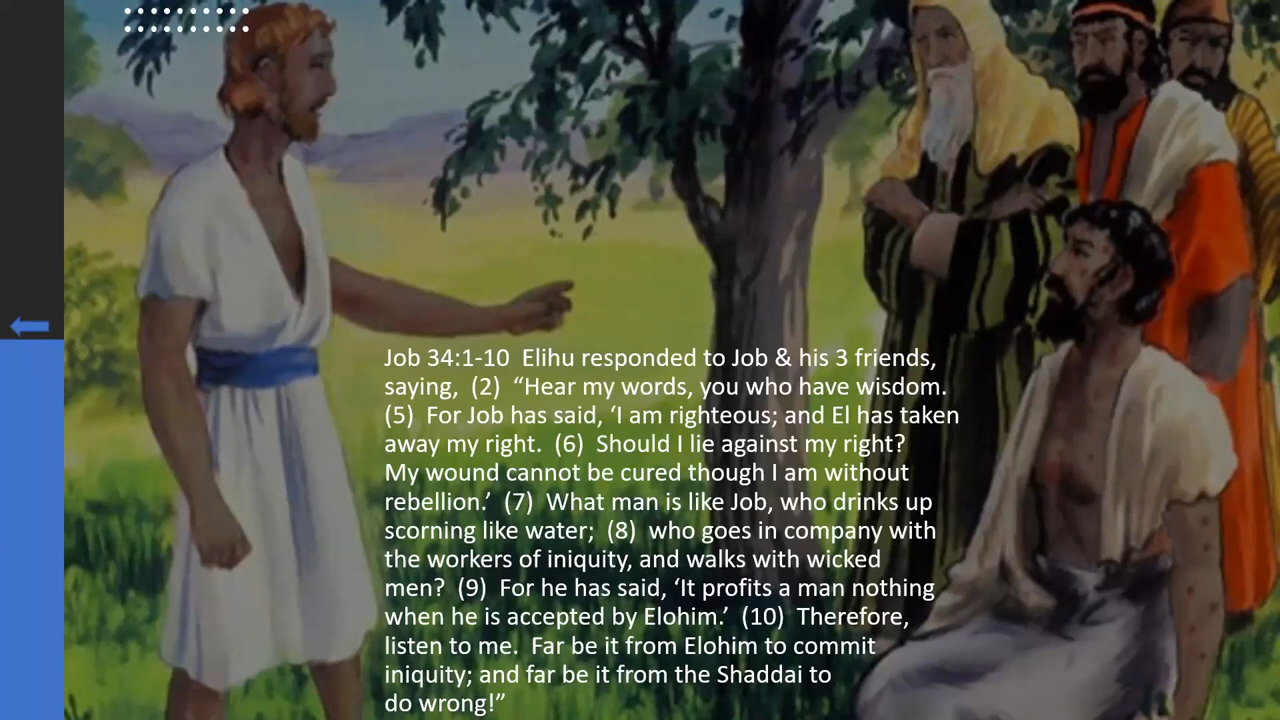 Job 34:1-10  Elihu responded to Job & his 3 friends,
saying,  (2)  “Hear my words, you who have wisdom.
(5)  For Job has said, ‘I am righteous; and El has taken
away my right.  (6)  Should I lie against my right?
My wound cannot be cured though I am without
rebellion.’  (7)  What man is like Job, who drinks up
scorning like water;  (8)  who goes in company with
the workers of iniquity, and walks with wicked
men?  (9)  For he has said, ‘It profits a man nothing
when he is accepted by Elohim.’  (10)  Therefore,
listen to me.  Far be it from Elohim to commit
iniquity; and far be it from the Shaddai to
do wrong!”